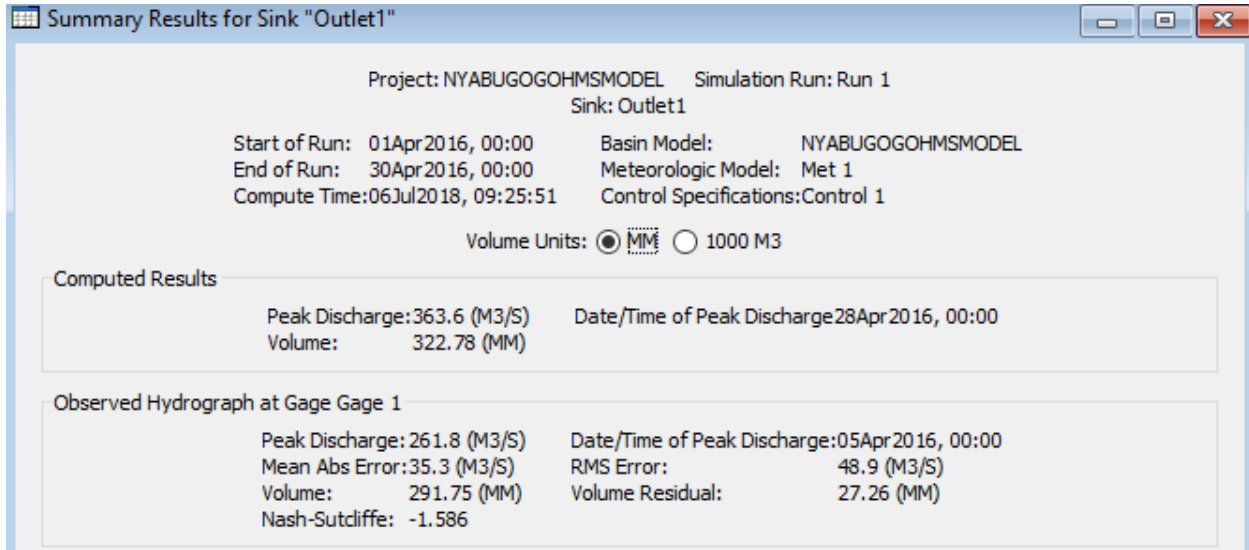 Summary Results for Sink "Outlet1"
Project: NYABUGOGOHMSMODEL Simulation Run: Run 1
Sink: Outlet1
Start of Run: 01Apr2016, 00:00 Basin Model: NYABUGOGOHMSMODEL
End of Run: 30Apr2016, 00:00 Meteorologic Model: Met 1
Compute Time:06Jul2018, 09:25:51 Control Specifications:Control 1
Volume Units: MM 1000 M3
Computed Results
Peak Discharge:363.6 (M3/S) Date/Time of Peak Discharge28Apr2016, 00:00
Volume: 322.78 (MM)
Observed Hydrograph at Gage Gage 1
Peak Discharge:261.8 (M3/S) Date/Time of Peak Discharge:05Apr2016, 00:00
Mean Abs Error:35.3 (M3/S) RMS Error: 48.9 (M3/S)
Volume: 291.75 (MM) Volume Residual: 27.26 (MM)
Nash-Sutcliffe: -1.586